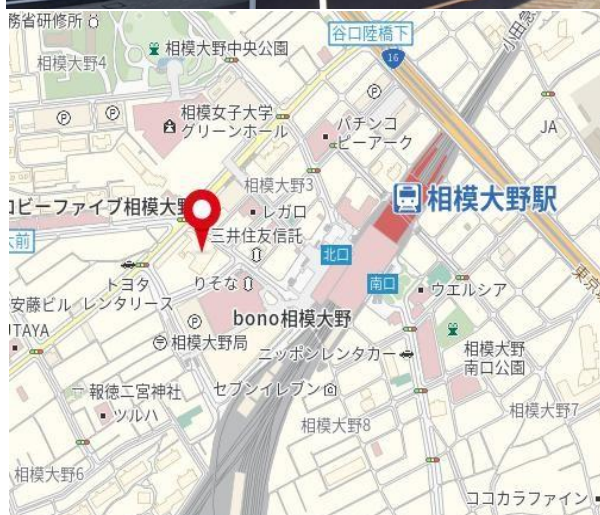 務省研修所
相模大野中央公園
谷口陸橋下
16
小田急
相模大野4
相模女子大学
グリーンホール
パチンコ
ピーアーク
JA
相模大野3
相模大野駅
ロビーファイブ相模大野
レガロ
大前
三井住友信託
北口
りそな
南口
ウエルシア
トヨタ
レンタリース
安藤ビル
bono相模大野
TAYA
相模大野局
ニッポンレンタカー
相模大野
南口公園
セブンイレブン
報徳二宮神社
ツルハ
相模大野8
相模大野7
相模大野6
ココカラファイン